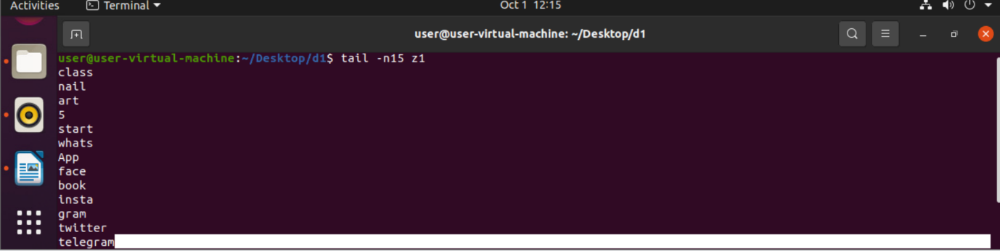 Activities
Terminal
Oct 1 12:15
user@user-virtual-machine: ~/Desktop/d1
user@user-virtual-machine:~/Desktop/d1$ tail -n15 z1
class
nail
art
5
start
whats
App
face
book
insta
gram
twitter
telegram